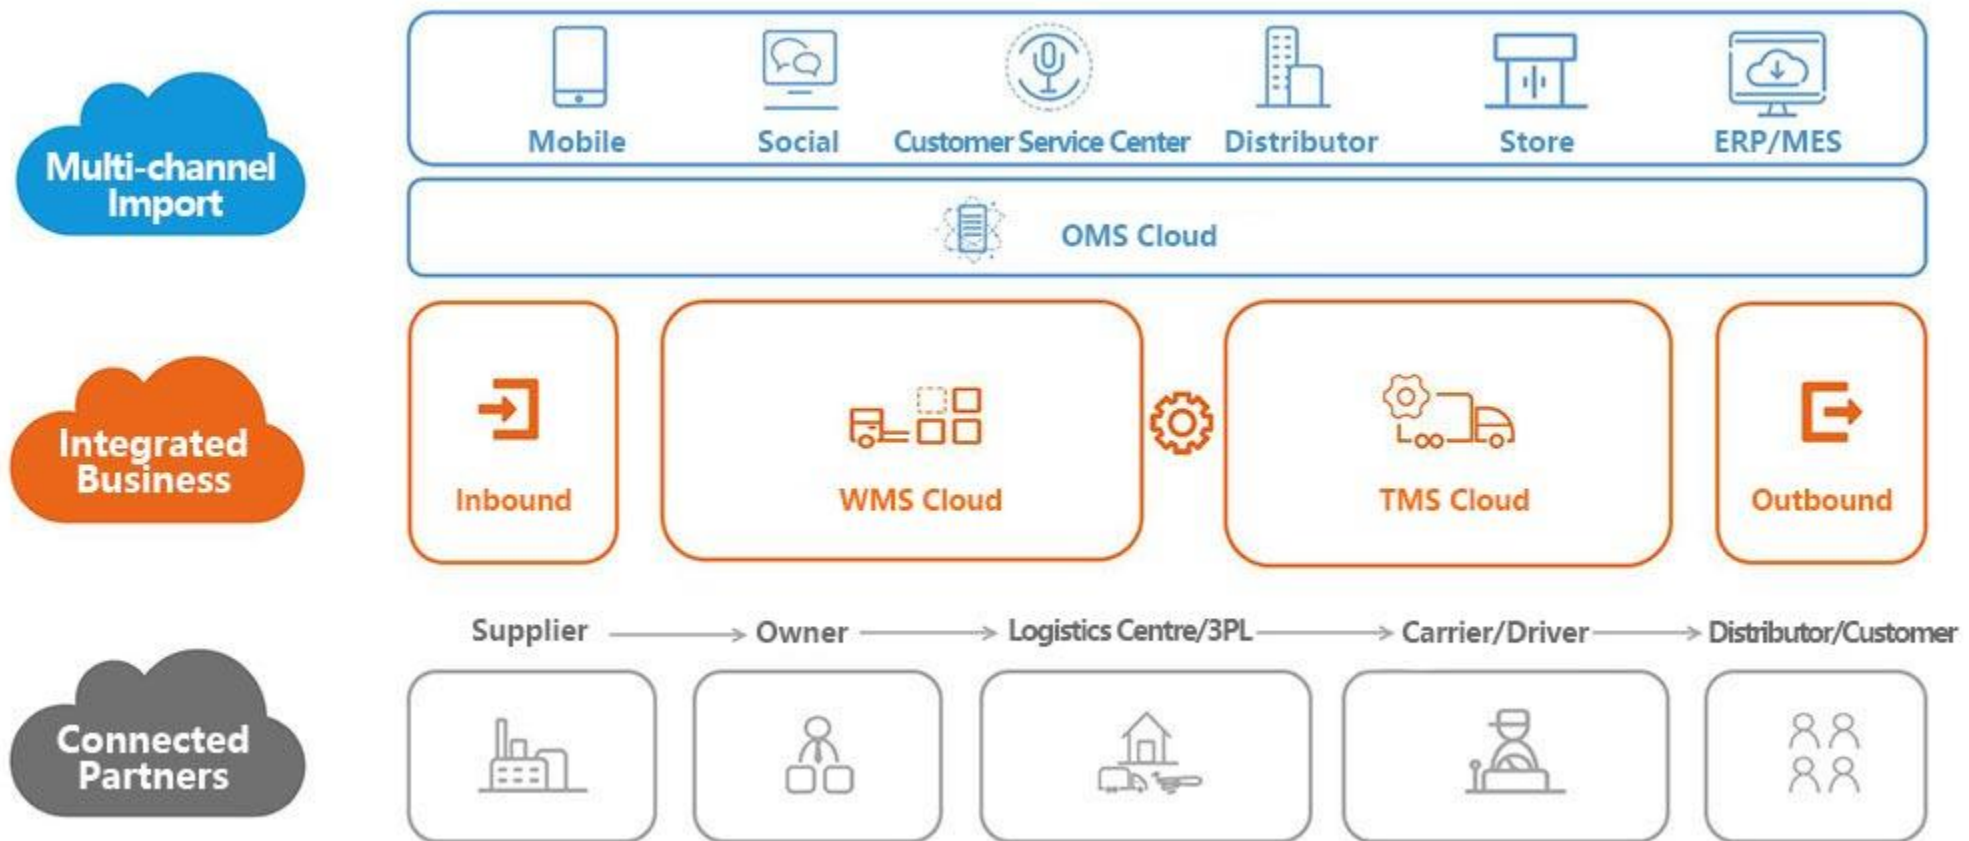 Multi-channel
Import
Mobile
Social
Customer Service Center
Distributor
Store
ERP/MES
OMS Cloud
Integrated
Business
Inbound
WMS Cloud
TMS Cloud
Outbound
Connected
Partners
Supplier
Owner
Logistics Centre/3PL
Carrier/Driver
Distributor/Customer